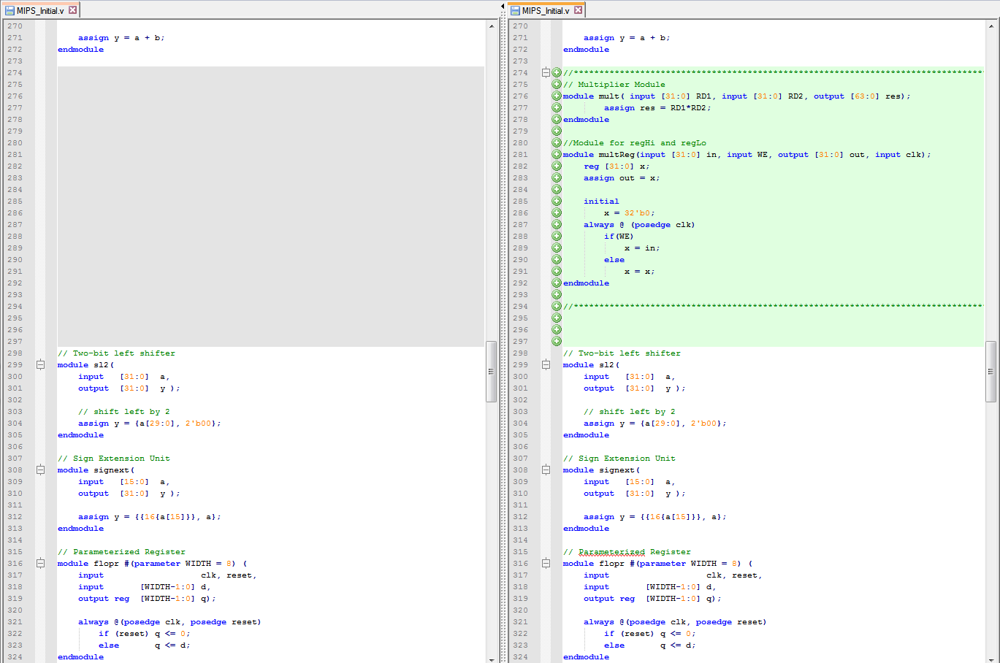 MIPS_Initial.v
270
271 assign y = a + b;
272 endmodule
273
274
275
276
277
278
279
280
281
282
283
284
285
286
287
288
289
290
291
292
293
294
295
296
297
298 // Two-bit left shifter
299 module sl2(
300 input [31:0] a,
301 output [31:0] y );
302
303 // shift left by 2
304 assign y = {a[29:0], 2'b00};
305 endmodule
306
307 // Sign Extension Unit
308 module signext(
309 input [15:0] a,
310 output [31:0] y );
311
312 assign y = {{16{a[15]}}, a};
313 endmodule
314
315 // Parameterized Register
316 module flopr #(parameter WIDTH = 8) (
317 input clk, reset,
318 input [WIDTH-1:0] d,
319 output reg [WIDTH-1:0] q);
320
321 always @(posedge clk, posedge reset)
322 if (reset) q <= 0;
323 else q <= d;
324 endmodule
MIPS_Initial.v
270
271 assign y = a + b;
272 endmodule
273
274 //********************************************************************************
275 // Multiplier Module
276 module mult( input [31:0] RD1, input [31:0] RD2, output [63:0] res);
277 assign res = RD1*RD2;
278 endmodule
279
280 //Module for regHi and regLo
281 module multReg(input [31:0] in, input WE, output [31:0] out, input clk);
282 reg [31:0] x;
283 assign out = x;
284
285 initial
286 x = 32'b0;
287 always @ (posedge clk)
288 if(WE)
289 x = in;
290 else
291 x = x;
292 endmodule
293
294 //********************************************************************************
295
296
297
298 // Two-bit left shifter
299 module sl2(
300 input [31:0] a,
301 output [31:0] y );
302
303 // shift left by 2
304 assign y = {a[29:0], 2'b00};
305 endmodule
306
307 // Sign Extension Unit
308 module signext(
309 input [15:0] a,
310 output [31:0] y );
311
312 assign y = {{16{a[15]}}, a};
313 endmodule
314
315 // Parameterized Register
316 module flopr #(parameter WIDTH = 8) (
317 input clk, reset,
318 input [WIDTH-1:0] d,
319 output reg [WIDTH-1:0] q);
320
321 always @(posedge clk, posedge reset)
322 if (reset) q <= 0;
323 else q <= d;
324 endmodule